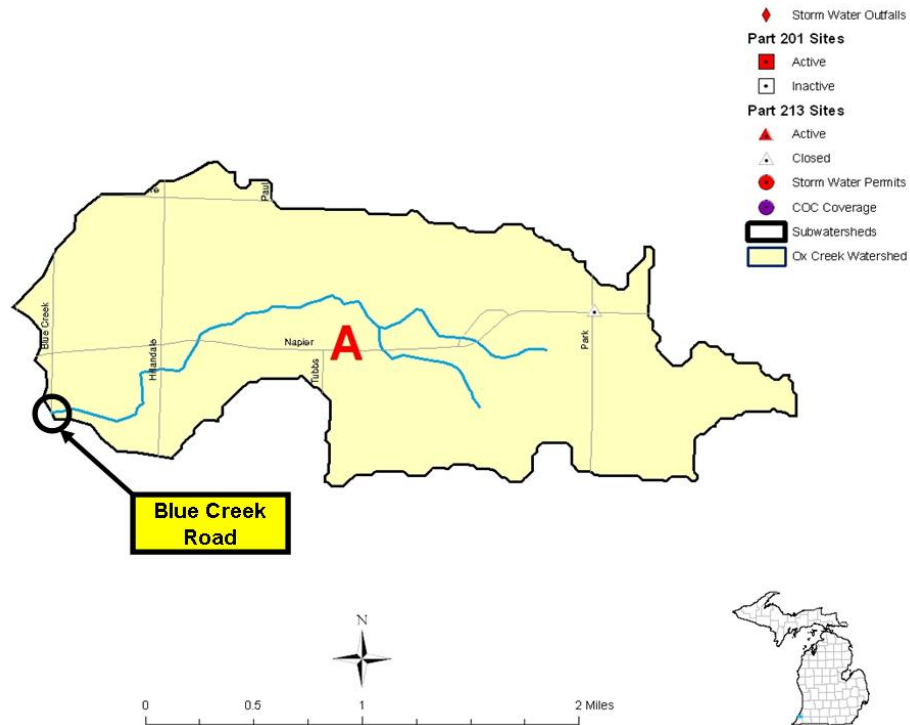 Storm Water Outfalls
Part 201 Sites
Active
Inactive
Part 213 Sites
Active
Closed
Storm Water Permits
COC Coverage
Subwatersheds
Ox Creek Watershed
Paul
Blue Creek
Hillandale
Napier
A
Tubbs
Park
Blue Creek
Road
N
0 0.5 1 2 Miles